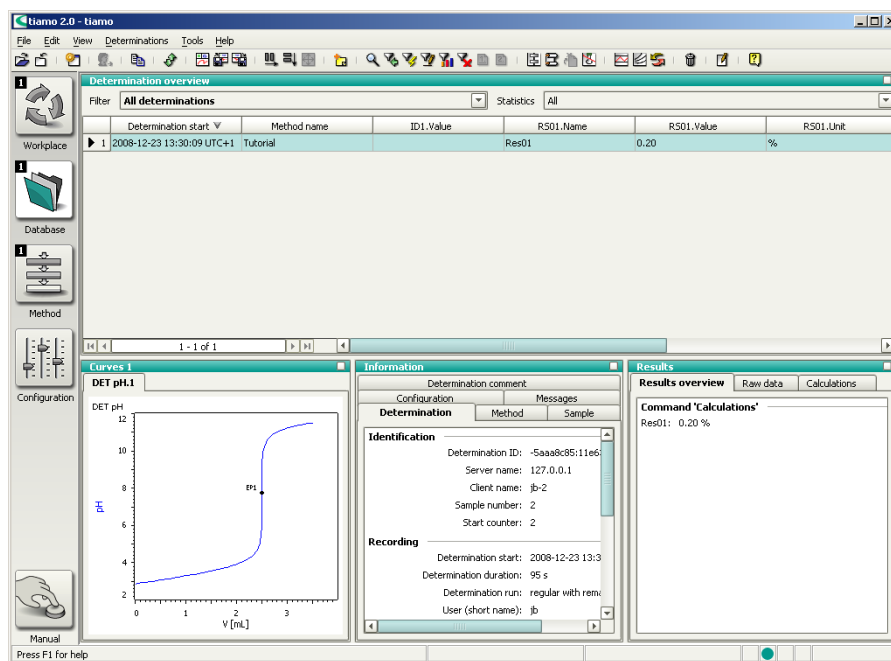 tiamo 2.0 - tiamo
File Edit View Determinations Tools Help
Determination overview
Filter All determinations Statistics All
Determination start Method name ID1.Value RS01.Name RS01.Value RS01.Unit
1 2008-12-23 13:30:09 UTC+1 Tutorial Res01 0.20 %
1 - 1 of 1
1
Workplace
1
Database
1
Method
Configuration
Manual
Curves 1
DET pH.1
DET pH
12
10
8
6
4
2
pH
EP1
0 1 2 3
V [mL]
Information
Determination comment
Configuration Messages
Determination Method Sample
Identification
Determination ID: -5aaa8c85:11e6
Server name: 127.0.0.1
Client name: jb-2
Sample number: 2
Start counter: 2
Recording
Determination start: 2008-12-23 13:3
Determination duration: 95 s
Determination run: regular with rema
User (short name): jb
Results
Results overview Raw data Calculations
Command 'Calculations'
Res01: 0.20 %
Press F1 for help